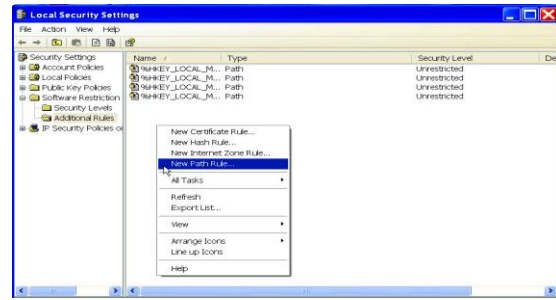 Local Security Settings
File Action View Help
Security Settings
Account Policies
Local Policies
Public Key Policies
Software Restriction
Security Levels
Additional Rules
IP Security Policies o
Name / Type Security Level De
%HKEY_LOCAL_M... Path Unrestricted
%HKEY_LOCAL_M... Path Unrestricted
%HKEY_LOCAL_M... Path Unrestricted
%HKEY_LOCAL_M... Path Unrestricted
New Certificate Rule...
New Hash Rule...
New Internet Zone Rule...
New Path Rule...
All Tasks
Refresh
Export List...
View
Arrange Icons
Line up Icons
Help